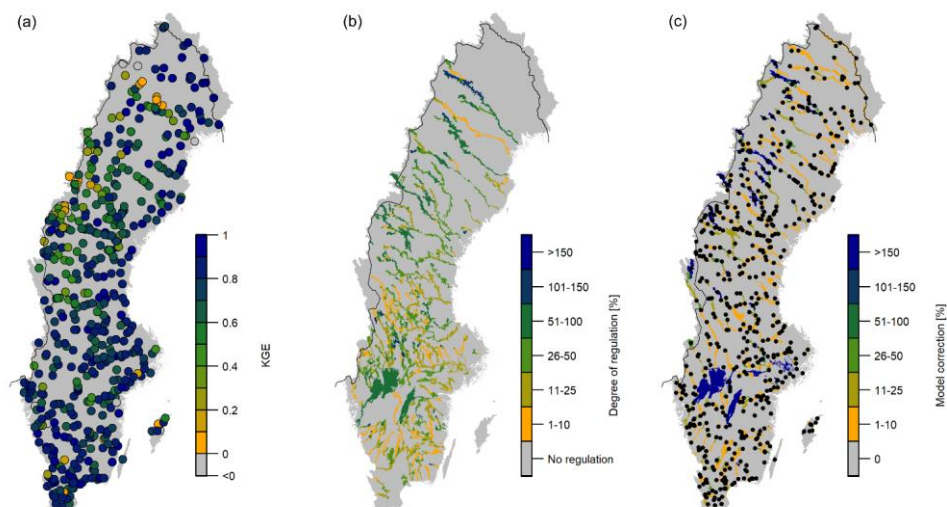 (a)
1
0.8
0.6
0.4
0.2
0
<0
KGE
(b)
>150
101-150
51-100
26-50
11-25
1-10
No regulation
Degree of regulation [%]
(c)
>150
101-150
51-100
26-50
11-25
1-10
0
Model correction [%]